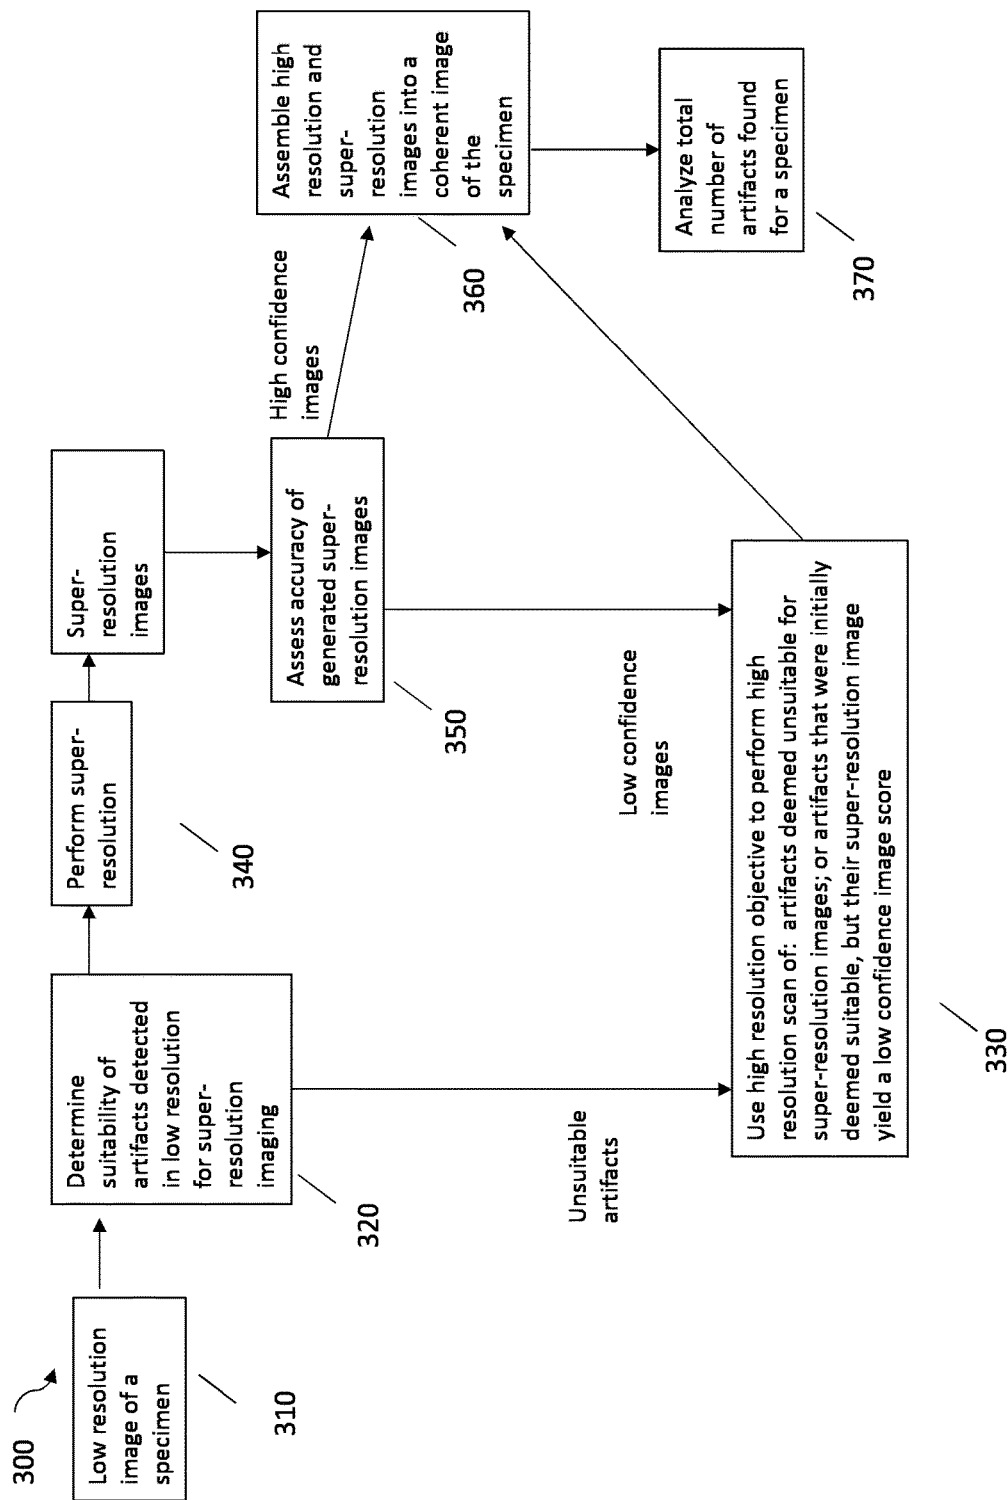 300
Low resolution
image of a
specimen
310
Determine
suitability of
artifacts detected
in low resolution
for super-
resolution
imaging
320
Unsuitable
artifacts
Perform super-
resolution
340
Super-
resolution
images
Assess accuracy of
generated super-
resolution images
350
High confidence
images
Low confidence
images
Use high resolution objective to perform high
resolution scan of: artifacts deemed unsuitable for
super-resolution images; or artifacts that were initially
deemed suitable, but their super-resolution image
yield a low confidence image score
330
Assemble high
resolution and
super-
resolution
images into a
coherent image
of the
specimen
360
Analyze total
number of
artifacts found
for a specimen
370